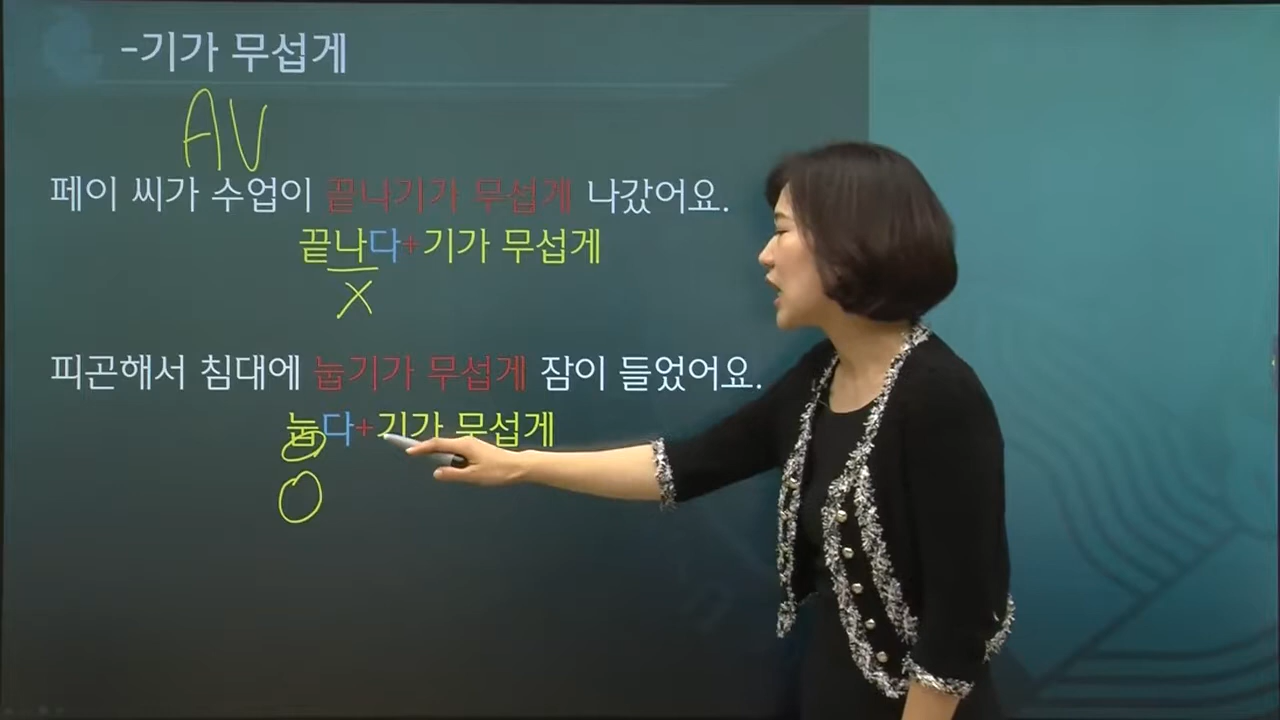 -기가 무섭게
AV
페이 씨가 수업이 끝나기가 무섭게 나갔어요.
끝나다+기가 무섭게
X
피곤해서 침대에 눕기가 무섭게 잠이 들었어요.
눕다+기가 무섭게
O